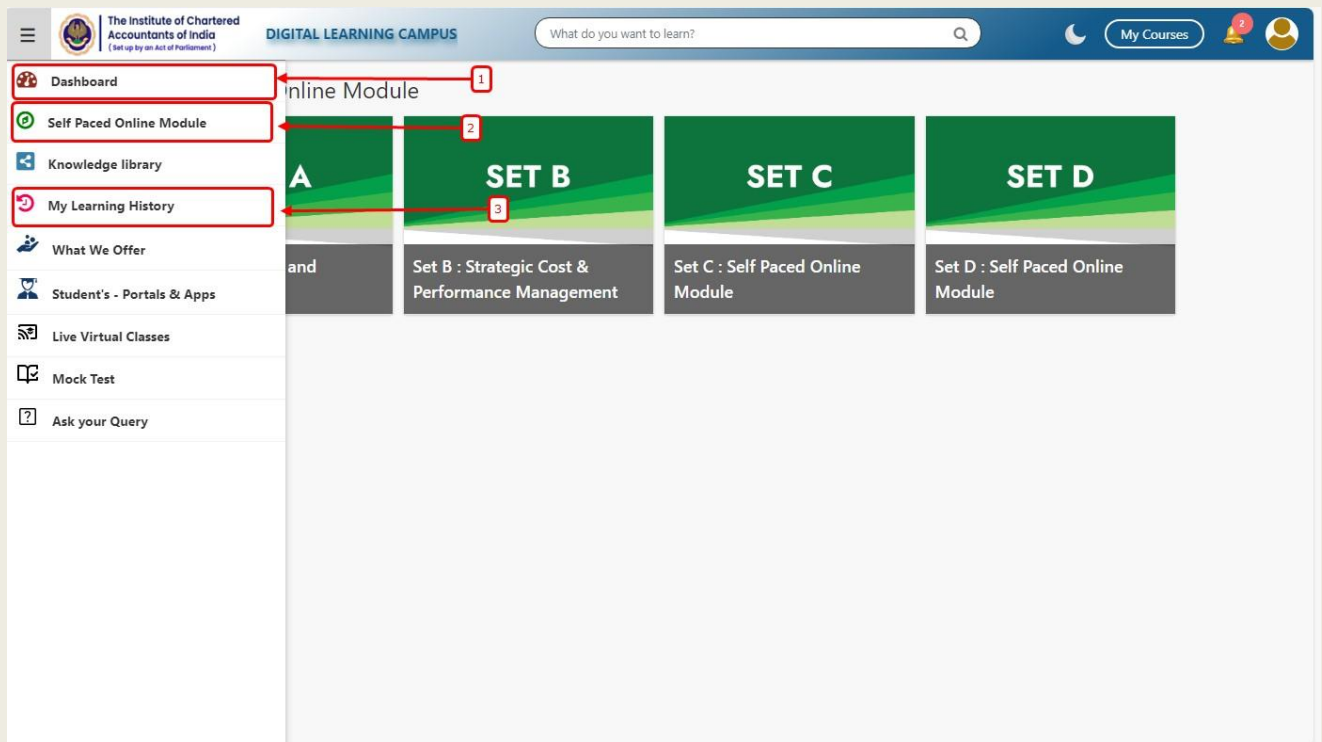 The Institute of Chartered
Accountants of India
( Set up by an Act of Parliament )
DIGITAL LEARNING CAMPUS
What do you want to learn?
My Courses
2
Dashboard
1
Self Paced Online Module
2
Knowledge library
My Learning History
3
What We Offer
Student's - Portals & Apps
Live Virtual Classes
Mock Test
Ask your Query
nline Module
A
and
SET B
Set B : Strategic Cost &
Performance Management
SET C
Set C : Self Paced Online
Module
SET D
Set D : Self Paced Online
Module